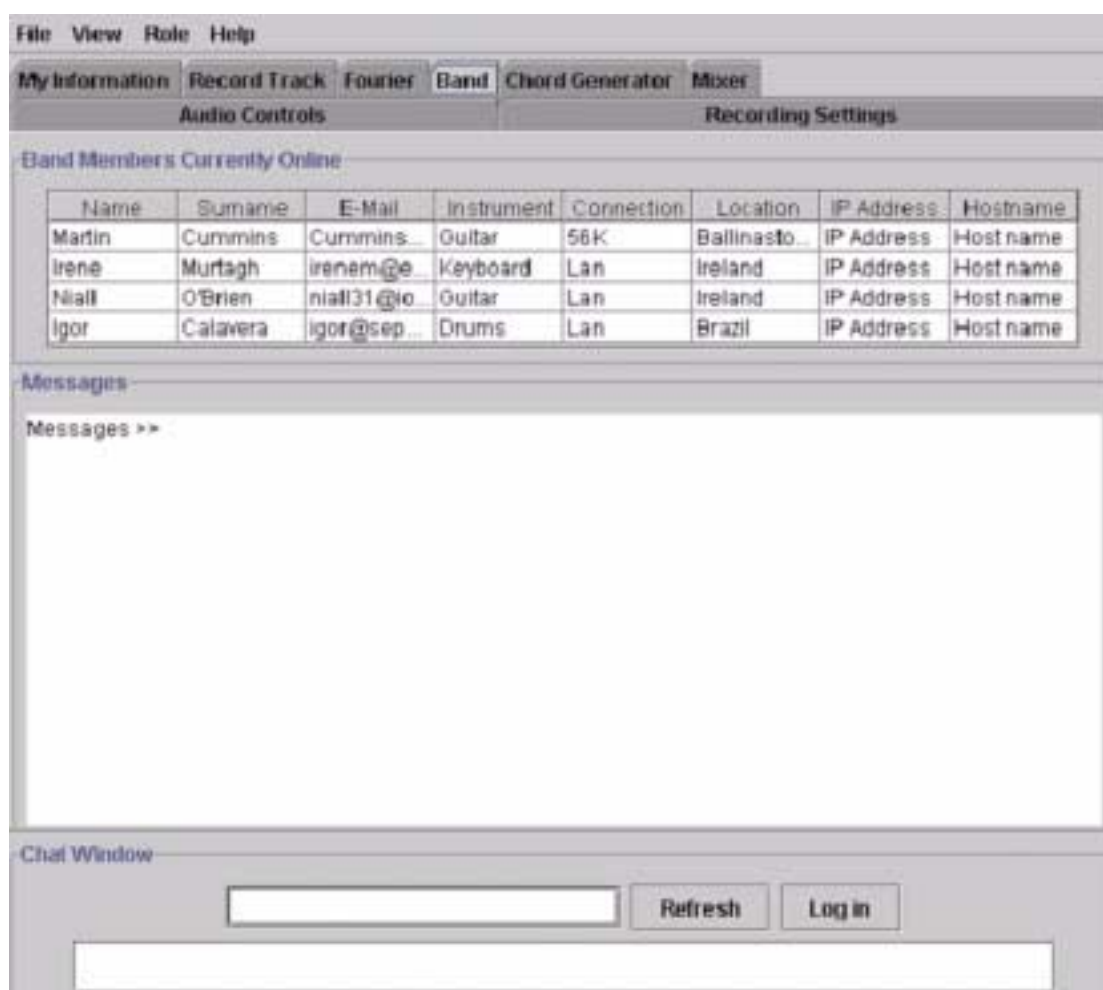 File View Role Help
My Information Record Track Fourier Band Chord Generator Mixer
Audio Controls Recording Settings
Band Members Currently Online
Name Surname E-Mail Instrument Connection Location IP Address Hostname
Martin Cummins Cummins... Guitar 56K Ballinasto... IP Address Host name
Irene Murtagh irenem@e... Keyboard Lan Ireland IP Address Host name
Niall O'Brien niall31@io... Guitar Lan Ireland IP Address Host name
Igor Calavera igor@sep... Drums Lan Brazil IP Address Host name
Messages
Messages >>
Chat Window
Refresh Log in